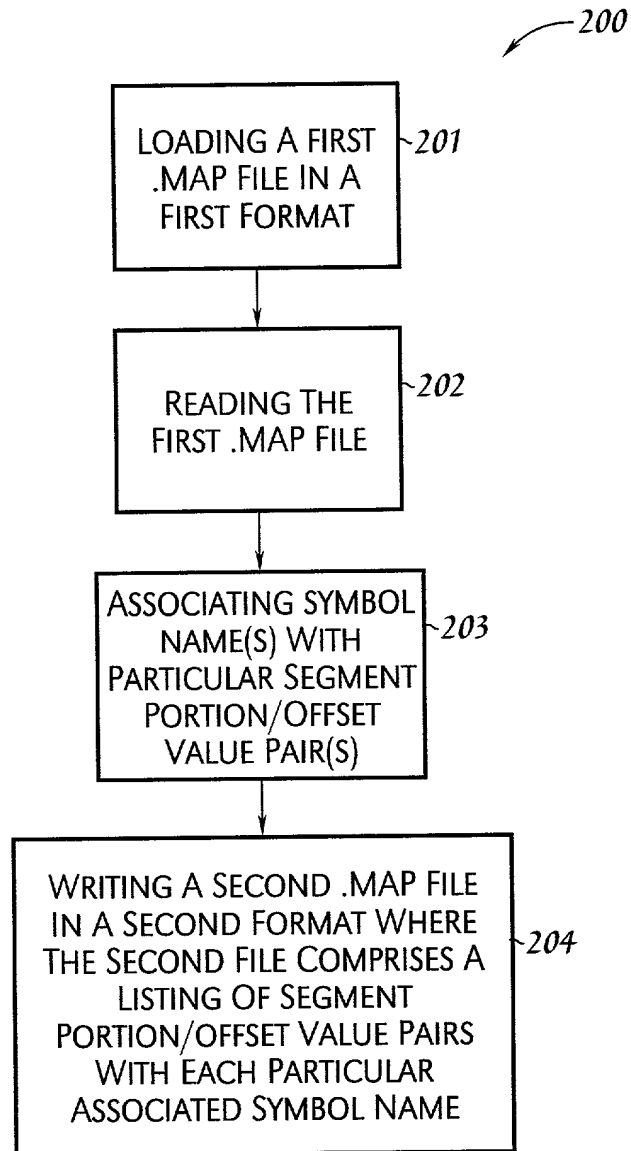 200
LOADING A FIRST
.MAP FILE IN A
FIRST FORMAT
201
READING THE
FIRST .MAP FILE
202
ASSOCIATING SYMBOL
NAME(S) WITH
PARTICULAR SEGMENT
PORTION/OFFSET
VALUE PAIR(S)
203
WRITING A SECOND .MAP FILE
IN A SECOND FORMAT WHERE
THE SECOND FILE COMPRISES A
LISTING OF SEGMENT
PORTION/OFFSET VALUE PAIRS
WITH EACH PARTICULAR
ASSOCIATED SYMBOL NAME
204